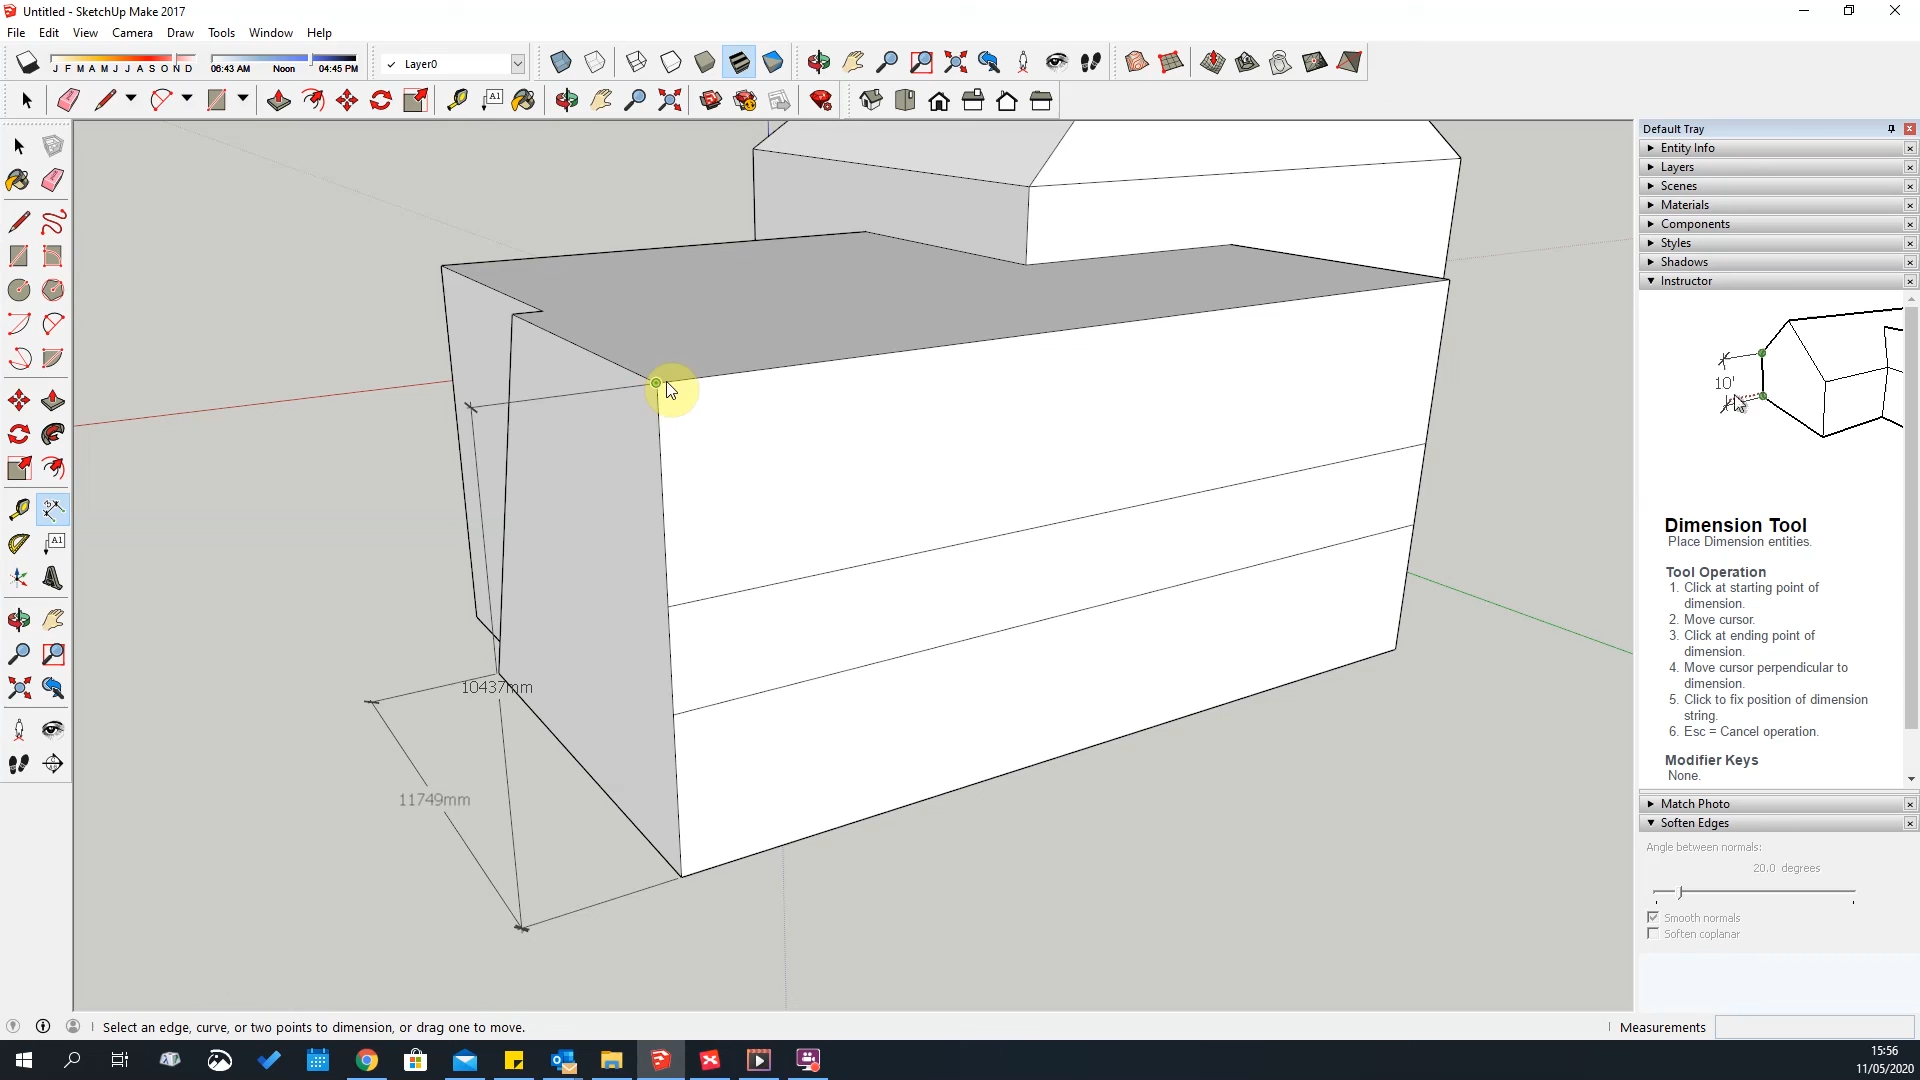 Untitled - SketchUp Make 2017
File Edit View Camera Draw Tools Window Help
J F M A M J J A S O N D
06:43 AM Noon 04:45 PM
✓ Layer0
A1
A1
Default Tray
Entity Info
Layers
Scenes
Materials
Components
Styles
Shadows
Instructor
10'
Dimension Tool
Place Dimension entities.
Tool Operation
1. Click at starting point of
dimension.
2. Move cursor.
3. Click at ending point of
dimension.
4. Move cursor perpendicular to
dimension.
5. Click to fix position of dimension
string.
6. Esc = Cancel operation.
Modifier Keys
None.
Match Photo
Soften Edges
Angle between normals:
20.0 degrees
Smooth normals
Soften coplanar
10437mm
11749mm
Select an edge, curve, or two points to dimension, or drag one to move.
Measurements
15:56
11/05/2020